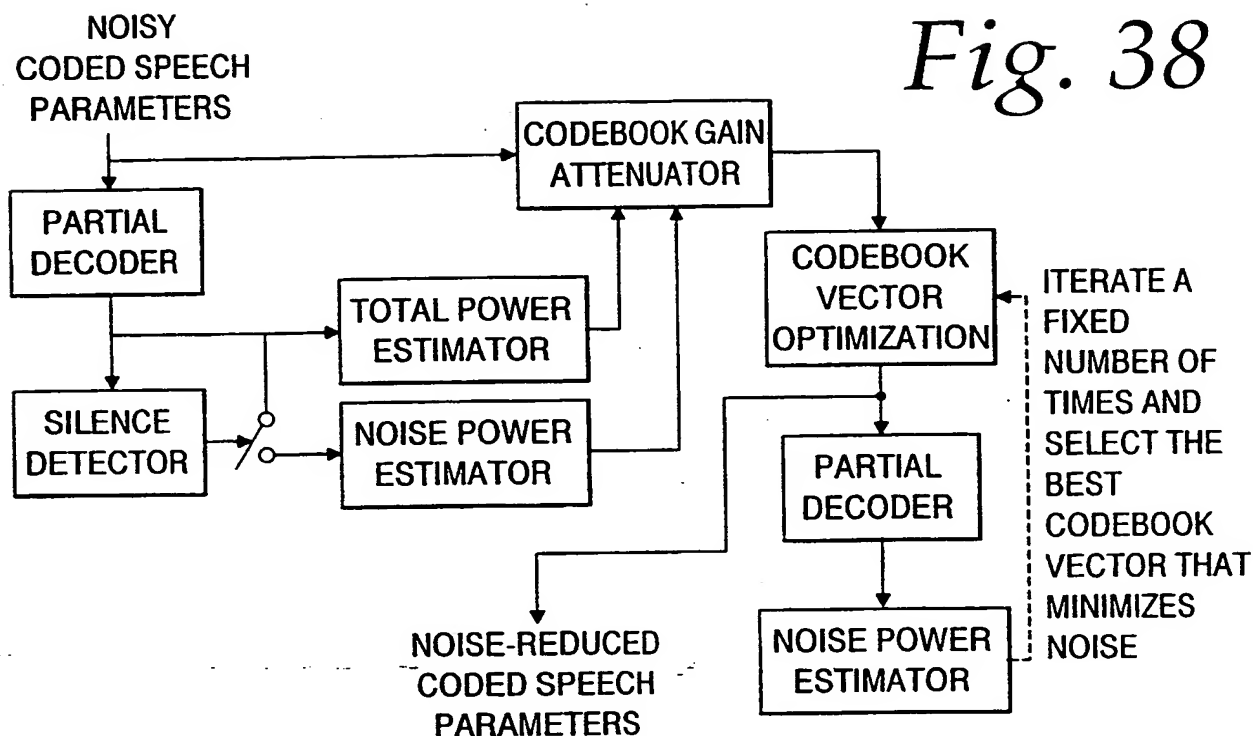 Fig. 38
NOISY
CODED SPEECH
PARAMETERS
CODEBOOK GAIN
ATTENUATOR
PARTIAL
DECODER
TOTAL POWER
ESTIMATOR
SILENCE
DETECTOR
NOISE POWER
ESTIMATOR
CODEBOOK
VECTOR
OPTIMIZATION
PARTIAL
DECODER
NOISE POWER
ESTIMATOR
ITERATE A
FIXED
NUMBER OF
TIMES AND
SELECT THE
BEST
CODEBOOK
VECTOR THAT
MINIMIZES
NOISE
NOISE-REDUCED
CODED SPEECH
PARAMETERS